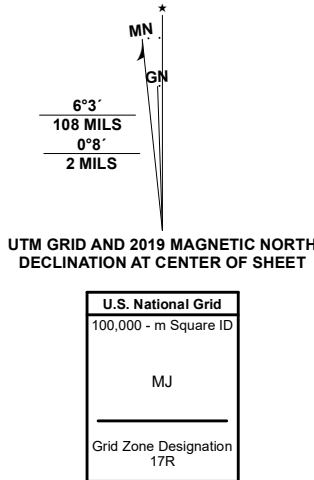 MN
GN
6°3´
108 MILS
0°8´
2 MILS
UTM GRID AND 2019 MAGNETIC NORTH
DECLINATION AT CENTER OF SHEET
U.S. National Grid
100,000 - m Square ID
MJ
Grid Zone Designation
17R